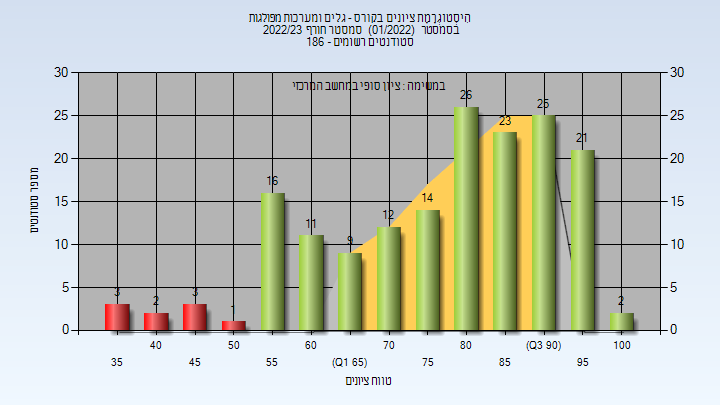 היסטוגרמת ציונים בקורס - גלים ומערכות מפולגות
בסמסטר (01/2022) סמסטר חורף 2022/23
סטודנטים רשומים - 186
במשימה : ציון סופי במחשב המרכזי
מספר סטודנטים
30 30
25 25
20 20
15 15
10 10
5 5
0 0
3 2 3 1 16 11 9 12 14 26 23 25 21 2
40 50 60 70 80 (Q3 90) 100
35 45 55 (Q1 65) 75 85 95
טווח ציונים